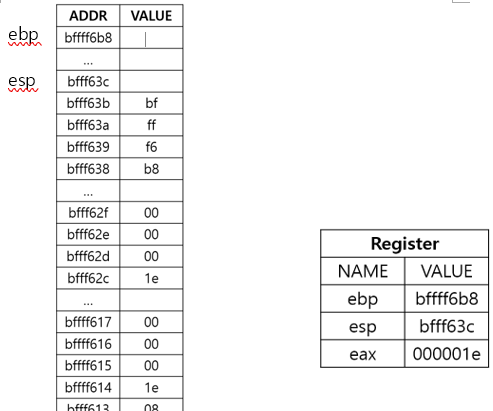 ADDR VALUE
ebp bffff6b8
...
esp bfff63c
bfff63b bf
bfff63a ff
bfff639 f6
bfff638 b8
...
bfff62f 00
bfff62e 00
bfff62d 00
bfff62c 1e
...
bffff617 00
bffff616 00
bffff615 00
bffff614 1e
bffff613 08
Register
NAME VALUE
ebp bffff6b8
esp bfff63c
eax 000001e